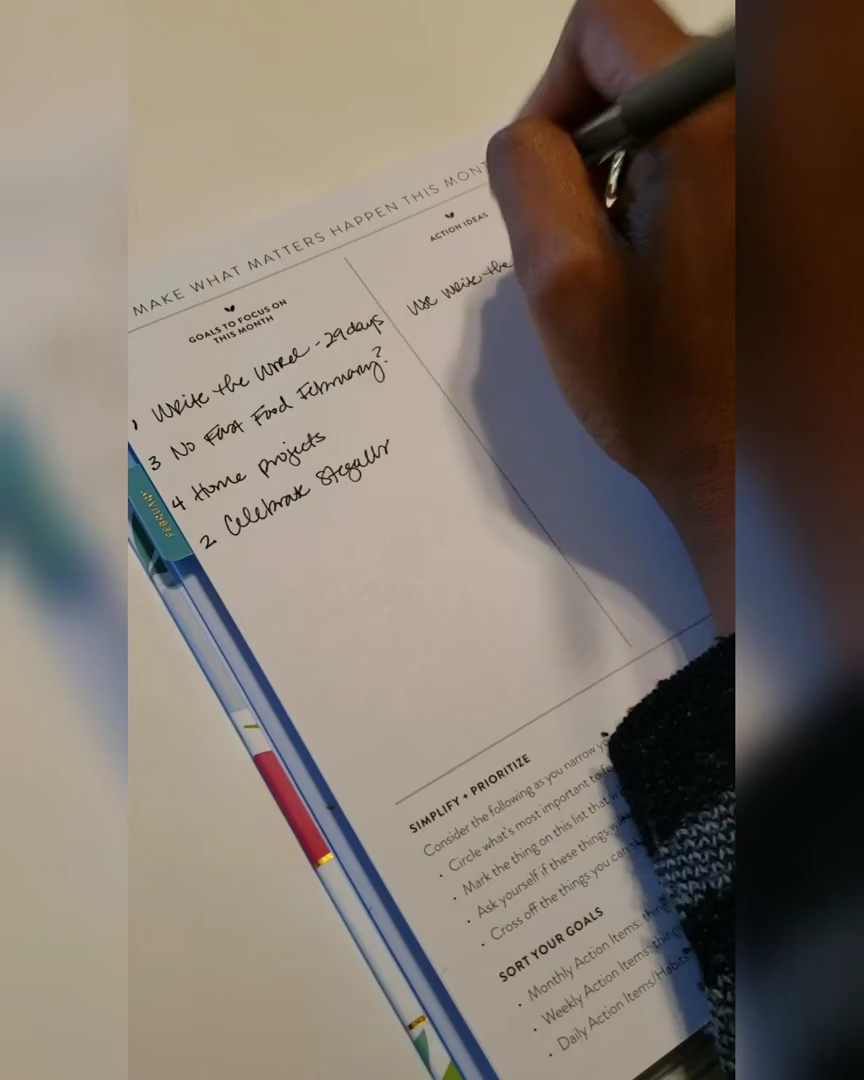 MAKE WHAT MATTERS HAPPEN THIS MONT
GOALS TO FOCUS ON
THIS MONTH
1 Write the Word - 29 days
3 No Fast Food February?
4 Home projects
2 Celebrate Stegalls
ACTION IDEAS
Use Write the
FEBRUARY
SIMPLIFY + PRIORITIZE
Consider the following as you narrow
• Circle what's most important to
• Mark the thing on this list that
• Ask yourself if these things
• Cross off the things you can
SORT YOUR GOALS
• Monthly Action Items:
• Weekly Action Items:
• Daily Action Items/Habits